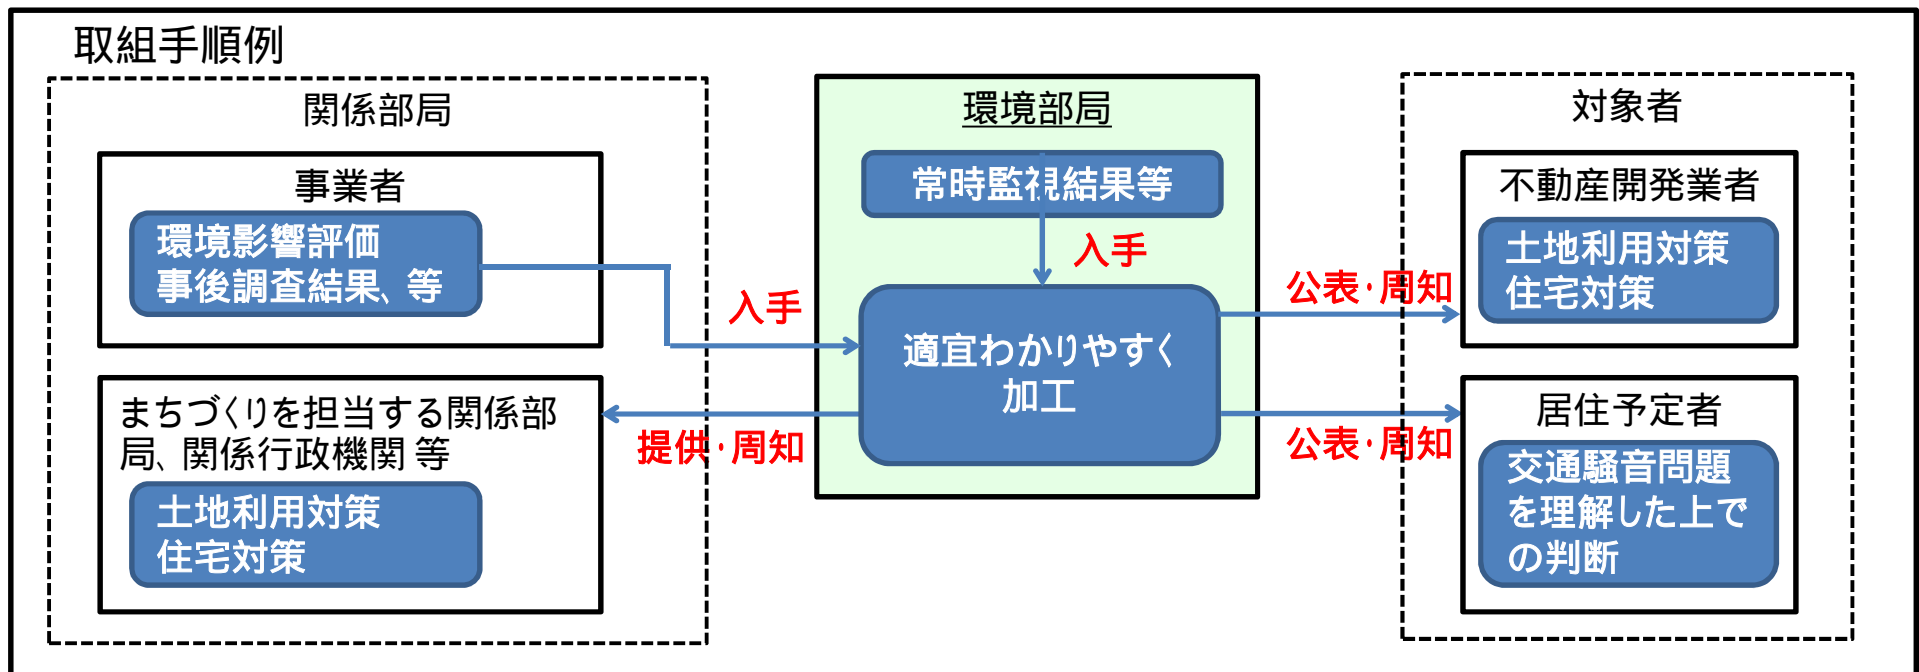 取組手順例
関係部局
事業者
環境影響評価
事後調査結果、等
まちづくりを担当する関係部
局、関係行政機関 等
土地利用対策
住宅対策
入手
提供・周知
環境部局
常時監視結果等
入手
適宜わかりやすく
加工
公表・周知
公表・周知
対象者
不動産開発業者
土地利用対策
住宅対策
居住予定者
交通騒音問題
を理解した上で
の判断